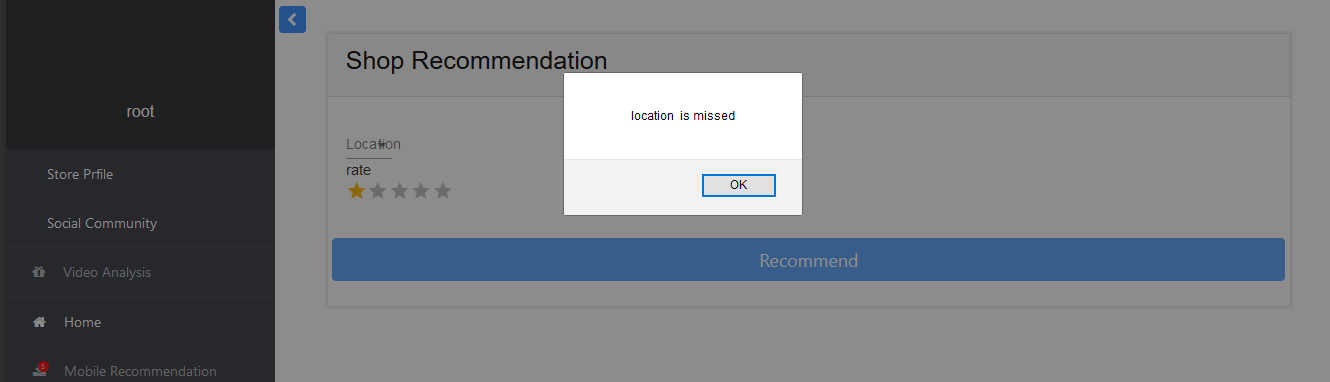 root
Store Prfile
Social Community
Video Analysis
Home
5
Mobile Recommendation
Shop Recommendation
Location
rate
Recommend
location is missed
OK